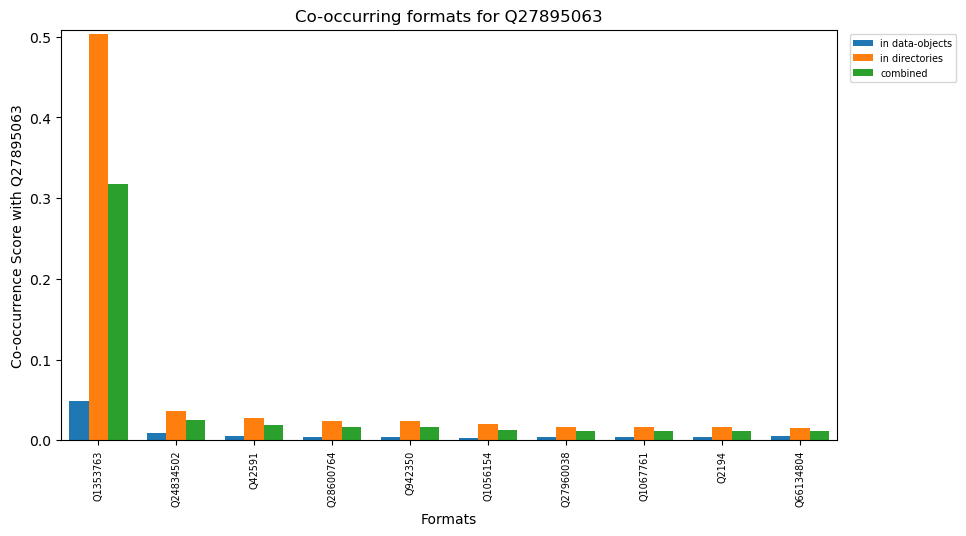 Co-occurring formats for Q27895063
in data-objects
in directories
combined
Co-occurrence Score with Q27895063
0.5
0.4
0.3
0.2
0.1
0.0
Q1353763
Q24834502
Q42591
Q28600764
Q942350
Q1056154
Q27960038
Q1067761
Q2194
Q66134804
Formats